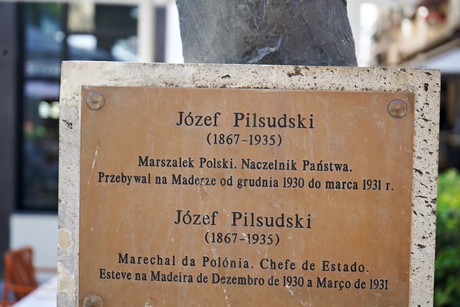 Józef Pilsudski
(1867-1935)
Marszalek Polski. Naczelnik Państwa.
Przebywal na Maderze od grudnia 1930 do marca 1931 r.
Józef Pilsudski
(1867-1935)
Marechal da Polónia. Chefe de Estado.
Esteve na Madeira de Dezembro de 1930 a Março de 1931